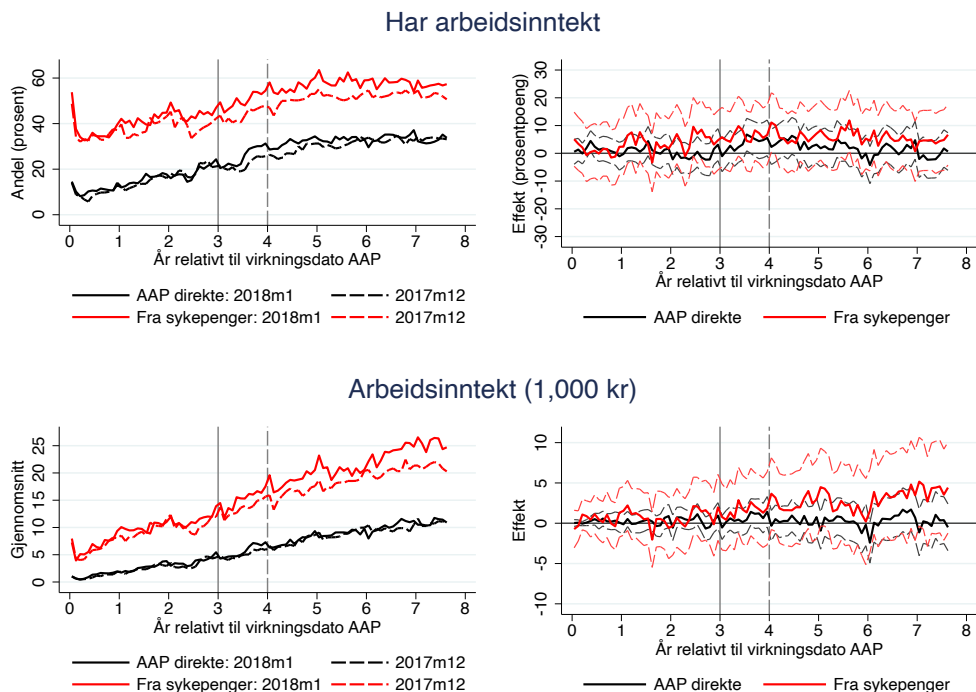 Har arbeidsinntekt
Andel (prosent)
60
40
20
0
0 1 2 3 4 5 6 7 8
År relativt til virkningsdato AAP
AAP direkte: 2018m1
2017m12
Fra sykepenger: 2018m1
2017m12
Effekt (prosentpoeng)
30
20
10
0
-10
-20
-30
0 1 2 3 4 5 6 7 8
År relativt til virkningsdato AAP
AAP direkte
Fra sykepenger
Arbeidsinntekt (1,000 kr)
Gjennomsnitt
25
20
15
10
5
0
0 1 2 3 4 5 6 7 8
År relativt til virkningsdato AAP
AAP direkte: 2018m1
2017m12
Fra sykepenger: 2018m1
2017m12
Effekt
10
5
0
-5
-10
0 1 2 3 4 5 6 7 8
År relativt til virkningsdato AAP
AAP direkte
Fra sykepenger